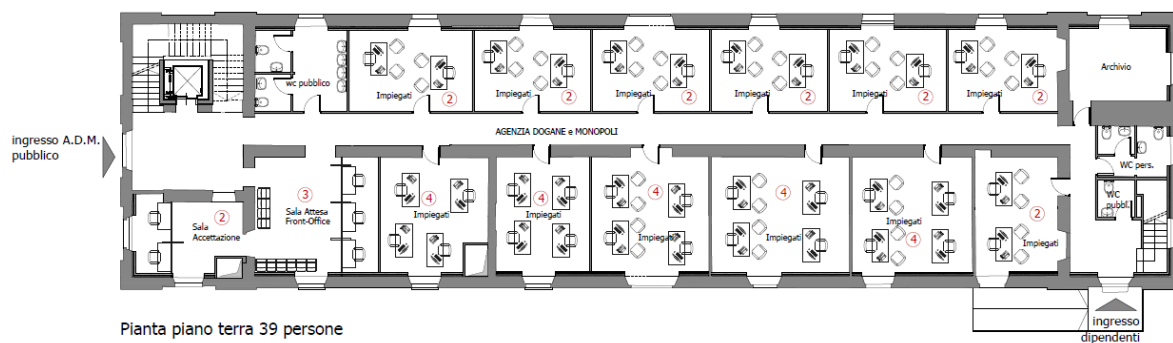 wc pubblico
Impiegati
2
Impiegati
2
Impiegati
2
Impiegati
2
Impiegati
2
Impiegati
2
Archivio
ingresso A.D.M.
pubblico
AGENZIA DOGANE e MONOPOLI
WC pers.
WC
pubbl.
2
Sala
Accettazione
3
Sala Attesa
Front-Office
4
Impiegati
4
Impiegati
4
Impiegati
4
Impiegati
Impiegati
4
2
Impiegati
Pianta piano terra 39 persone
ingresso
dipendenti